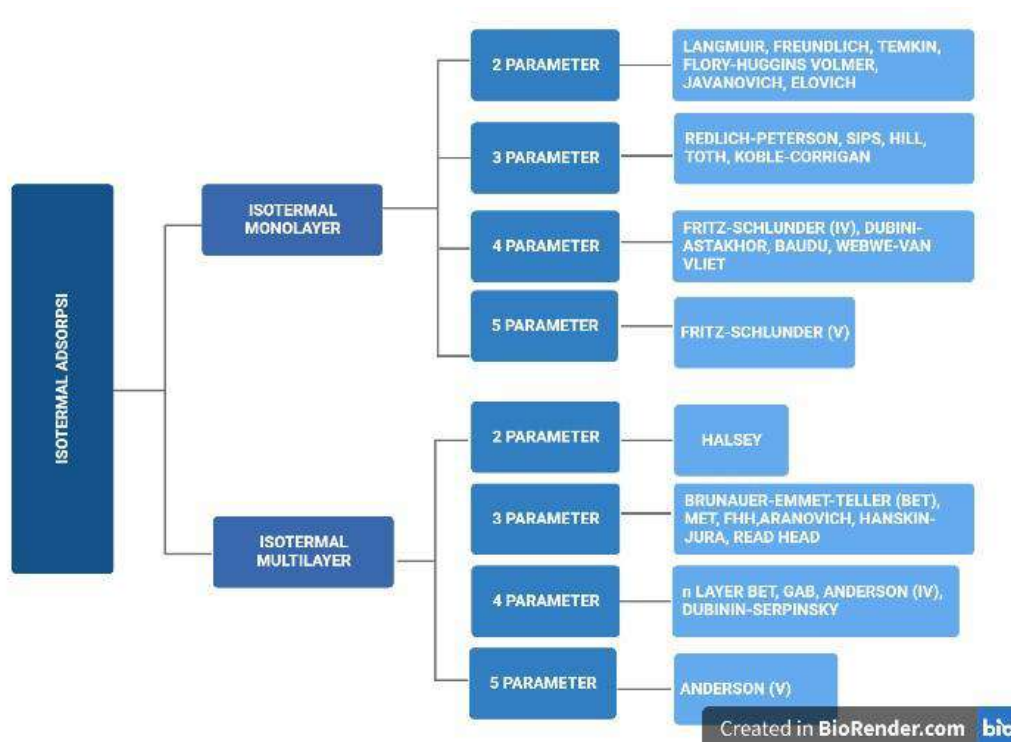 ISOTERMAL ADSORPSI
ISOTERMAL
MONOLAYER
2 PARAMETER
LANGMUIR, FREUNDLICH, TEMKIN,
FLORY-HUGGINS VOLMER,
JAVANOVICH, ELOVICH
3 PARAMETER
REDLICH-PETERSON, SIPS, HILL,
TOTH, KOBLE-CORRIGAN
4 PARAMETER
FRITZ-SCHLUNDER (IV), DUBINI-
ASTAKHOR, BAUDU, WEBWE-VAN
VLIET
5 PARAMETER
FRITZ-SCHLUNDER (V)
ISOTERMAL
MULTILAYER
2 PARAMETER
HALSEY
3 PARAMETER
BRUNAUER-EMMET-TELLER (BET),
MET, FHH,ARANOVICH, HANSKIN-
JURA, READ HEAD
4 PARAMETER
n LAYER BET, GAB, ANDERSON (IV),
DUBININ-SERPINSKY
5 PARAMETER
ANDERSON (V)
Created in BioRender.com bio